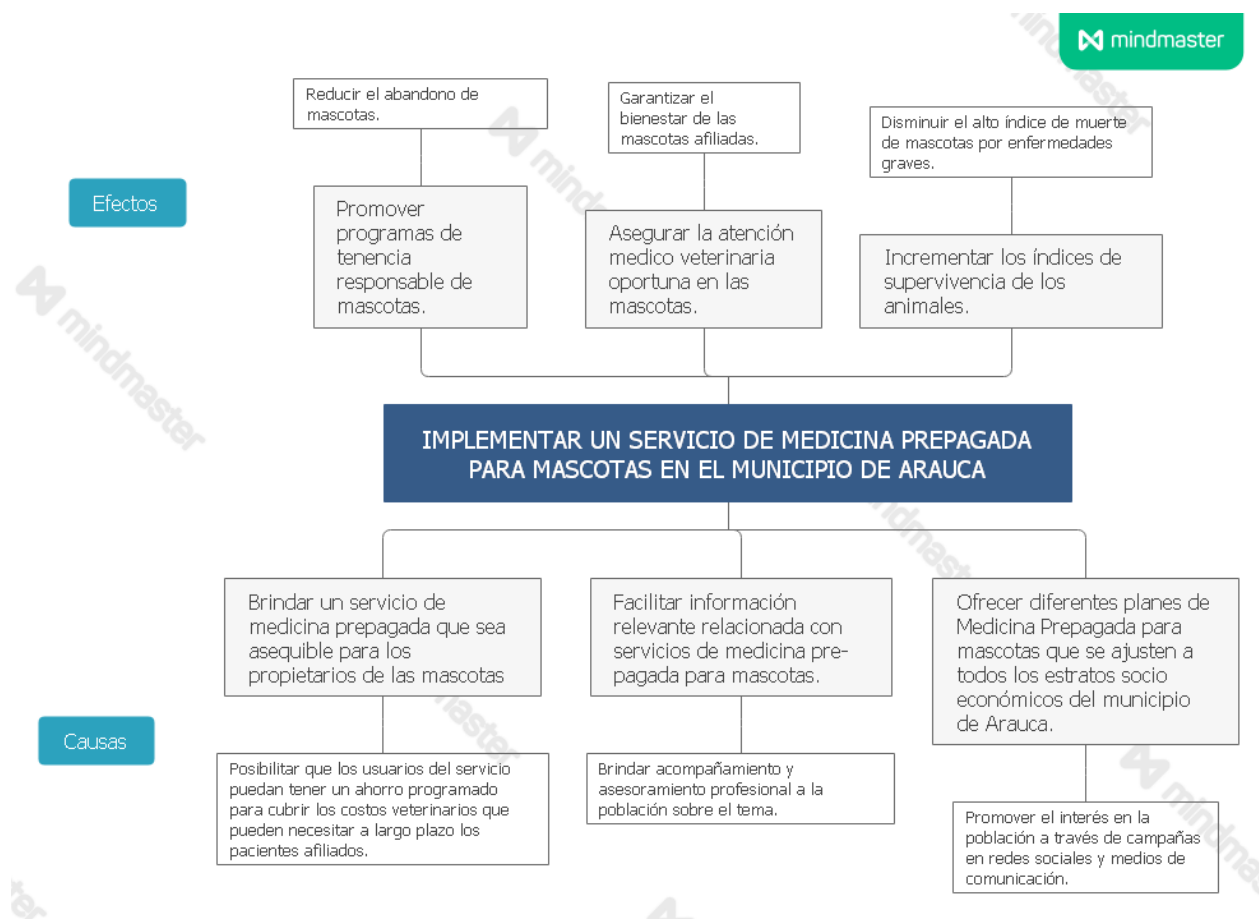 mindmaster
Reducir el abandono de
mascotas.
Garantizar el
bienestar de las
mascotas afiliadas.
Disminuir el alto índice de muerte
de mascotas por enfermedades
graves.
Efectos
Promover
programas de
tenencia
responsable de
mascotas.
Asegurar la atención
medico veterinaria
oportuna en las
mascotas.
Incrementar los índices de
supervivencia de los
animales.
IMPLEMENTAR UN SERVICIO DE MEDICINA PREPAGADA
PARA MASCOTAS EN EL MUNICIPIO DE ARAUCA
Brindar un servicio de
medicina prepagada que sea
asequible para los
propietarios de las mascotas
Facilitar información
relevante relacionada con
servicios de medicina pre-
pagada para mascotas.
Ofrecer diferentes planes de
Medicina Prepagada para
mascotas que se ajusten a
todos los estratos socio
económicos del municipio
de Arauca.
Causas
Posibilitar que los usuarios del servicio
puedan tener un ahorro programado
para cubrir los costos veterinarios que
pueden necesitar a largo plazo los
pacientes afiliados.
Brindar acompañamiento y
asesoramiento profesional a la
población sobre el tema.
Promover el interés en la
población a través de campañas
en redes sociales y medios de
comunicación.
mindmaster